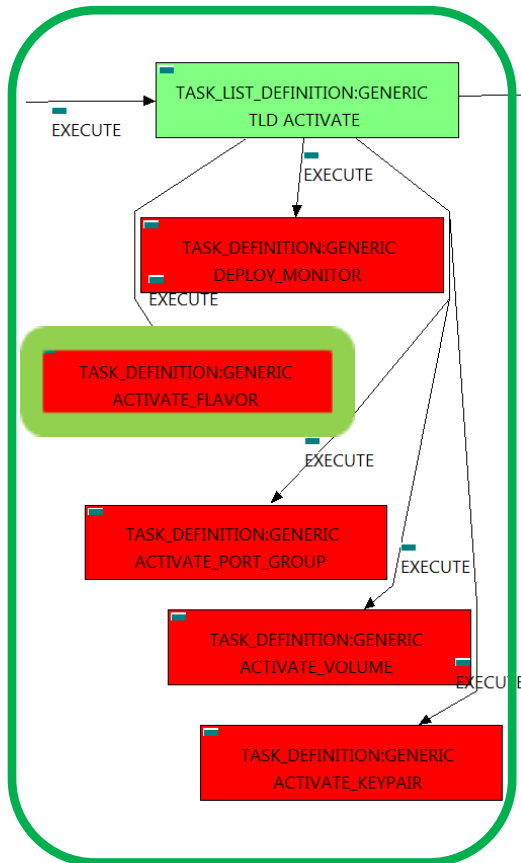 TASK_LIST_DEFINITION:GENERIC
TLD ACTIVATE
EXECUTE
EXECUTE
TASK_DEFINITION:GENERIC
DEPLOY_MONITOR
EXECUTE
TASK_DEFINITION:GENERIC
ACTIVATE_FLAVOR
EXECUTE
TASK_DEFINITION:GENERIC
ACTIVATE_PORT_GROUP
EXECUTE
TASK_DEFINITION:GENERIC
ACTIVATE_VOLUME
EXECUTE
TASK_DEFINITION:GENERIC
ACTIVATE_KEYPAIR